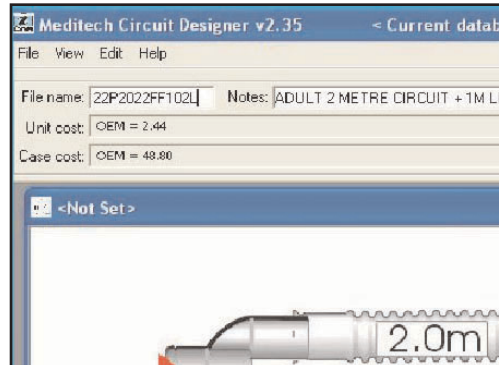 Meditech Circuit Designer v2.35 < Current datab
File View Edit Help
File name: 22P2022FF102L Notes: ADULT 2 METRE CIRCUIT + 1M L
Unit cost: OEM = 2.44
Case cost: OEM = 48.80
<Not Set>
2.0m